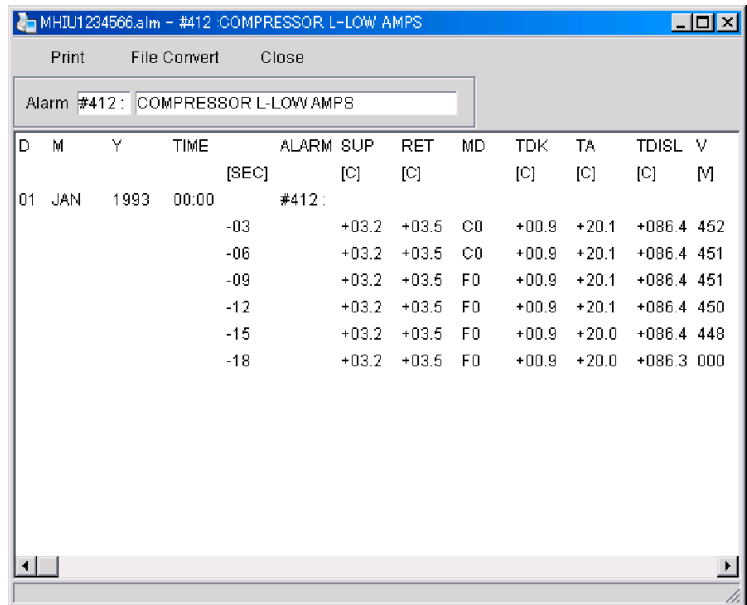 MHIU1234566.alm - #412 :COMPRESSOR L-LOW AMPS
Print File Convert Close
Alarm #412 : COMPRESSOR L-LOW AMPS
D M Y TIME ALARM SUP RET MD TDK TA TDISL V
[SEC] [C] [C] [C] [C] [C] [V]
01 JAN 1993 00:00 #412 :
-03 +03.2 +03.5 C0 +00.9 +20.1 +086.4 452
-06 +03.2 +03.5 C0 +00.9 +20.1 +086.4 451
-09 +03.2 +03.5 F0 +00.9 +20.1 +086.4 451
-12 +03.2 +03.5 F0 +00.9 +20.1 +086.4 450
-15 +03.2 +03.5 F0 +00.9 +20.0 +086.4 448
-18 +03.2 +03.5 F0 +00.9 +20.0 +086.3 000